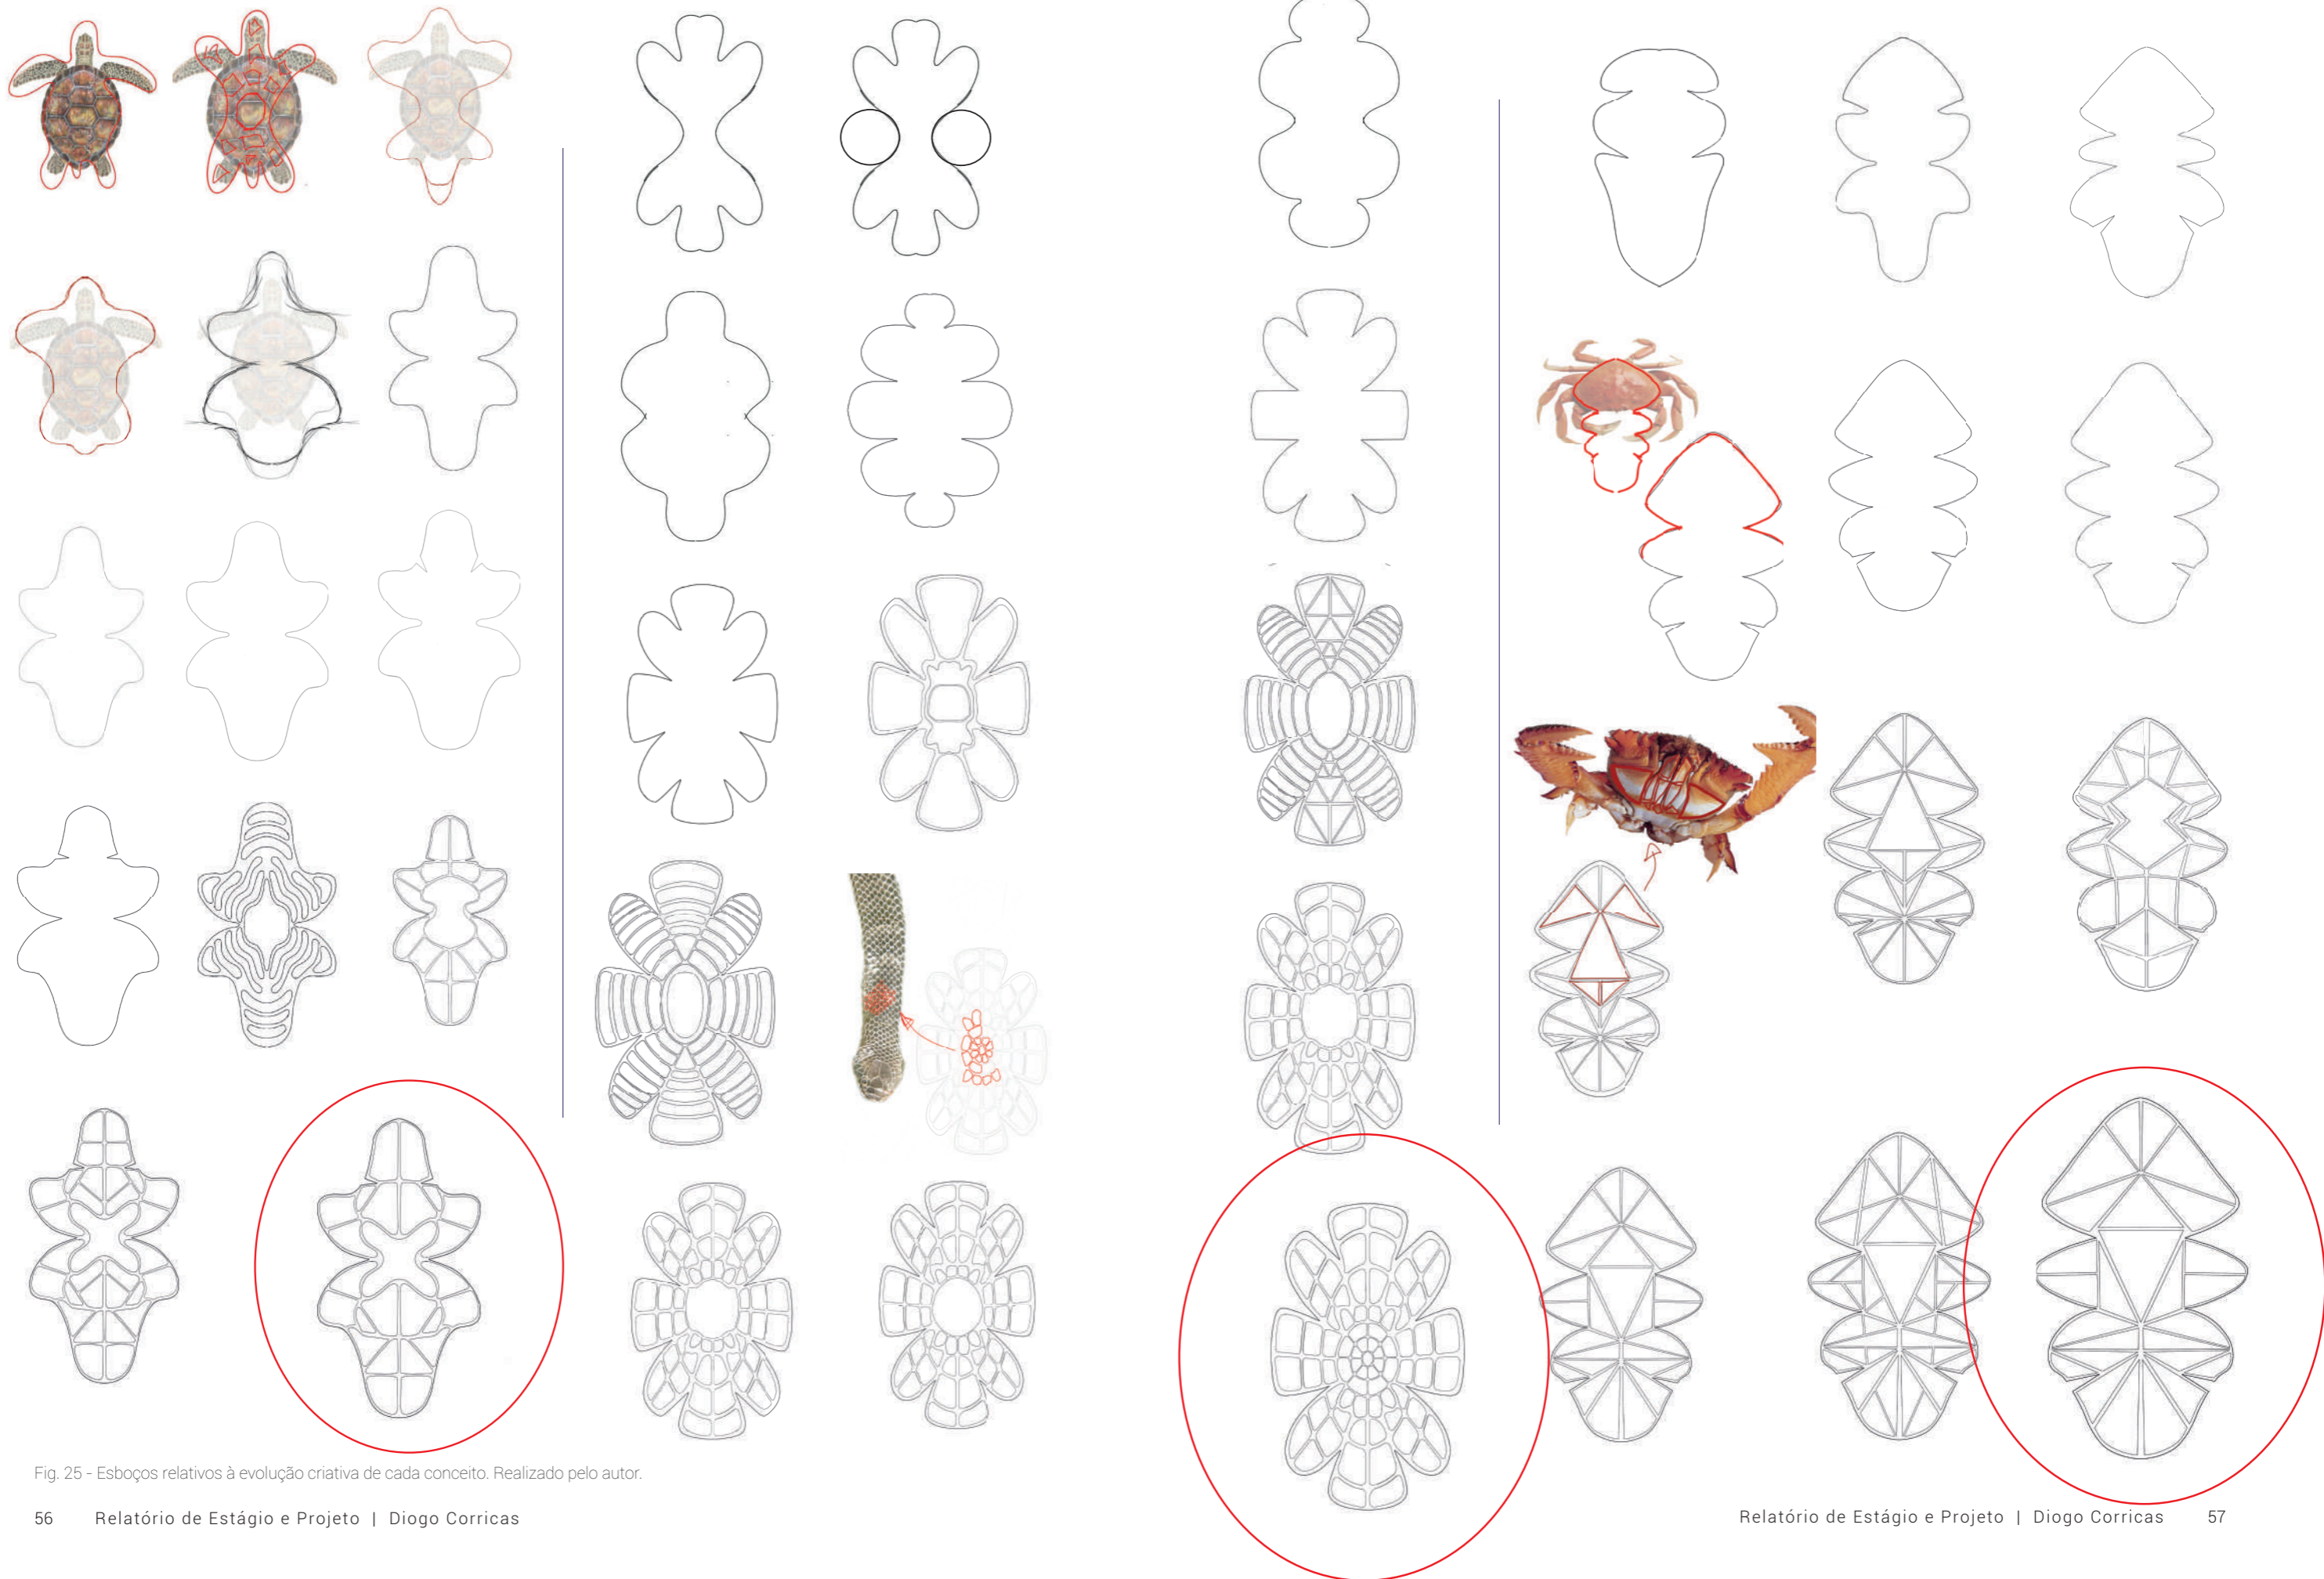 Fig. 25 - Esboços relativos à evolução criativa de cada conceito. Realizado pelo autor.
56 Relatório de Estágio e Projeto | Diogo Corricas
Relatório de Estágio e Projeto | Diogo Corricas 57